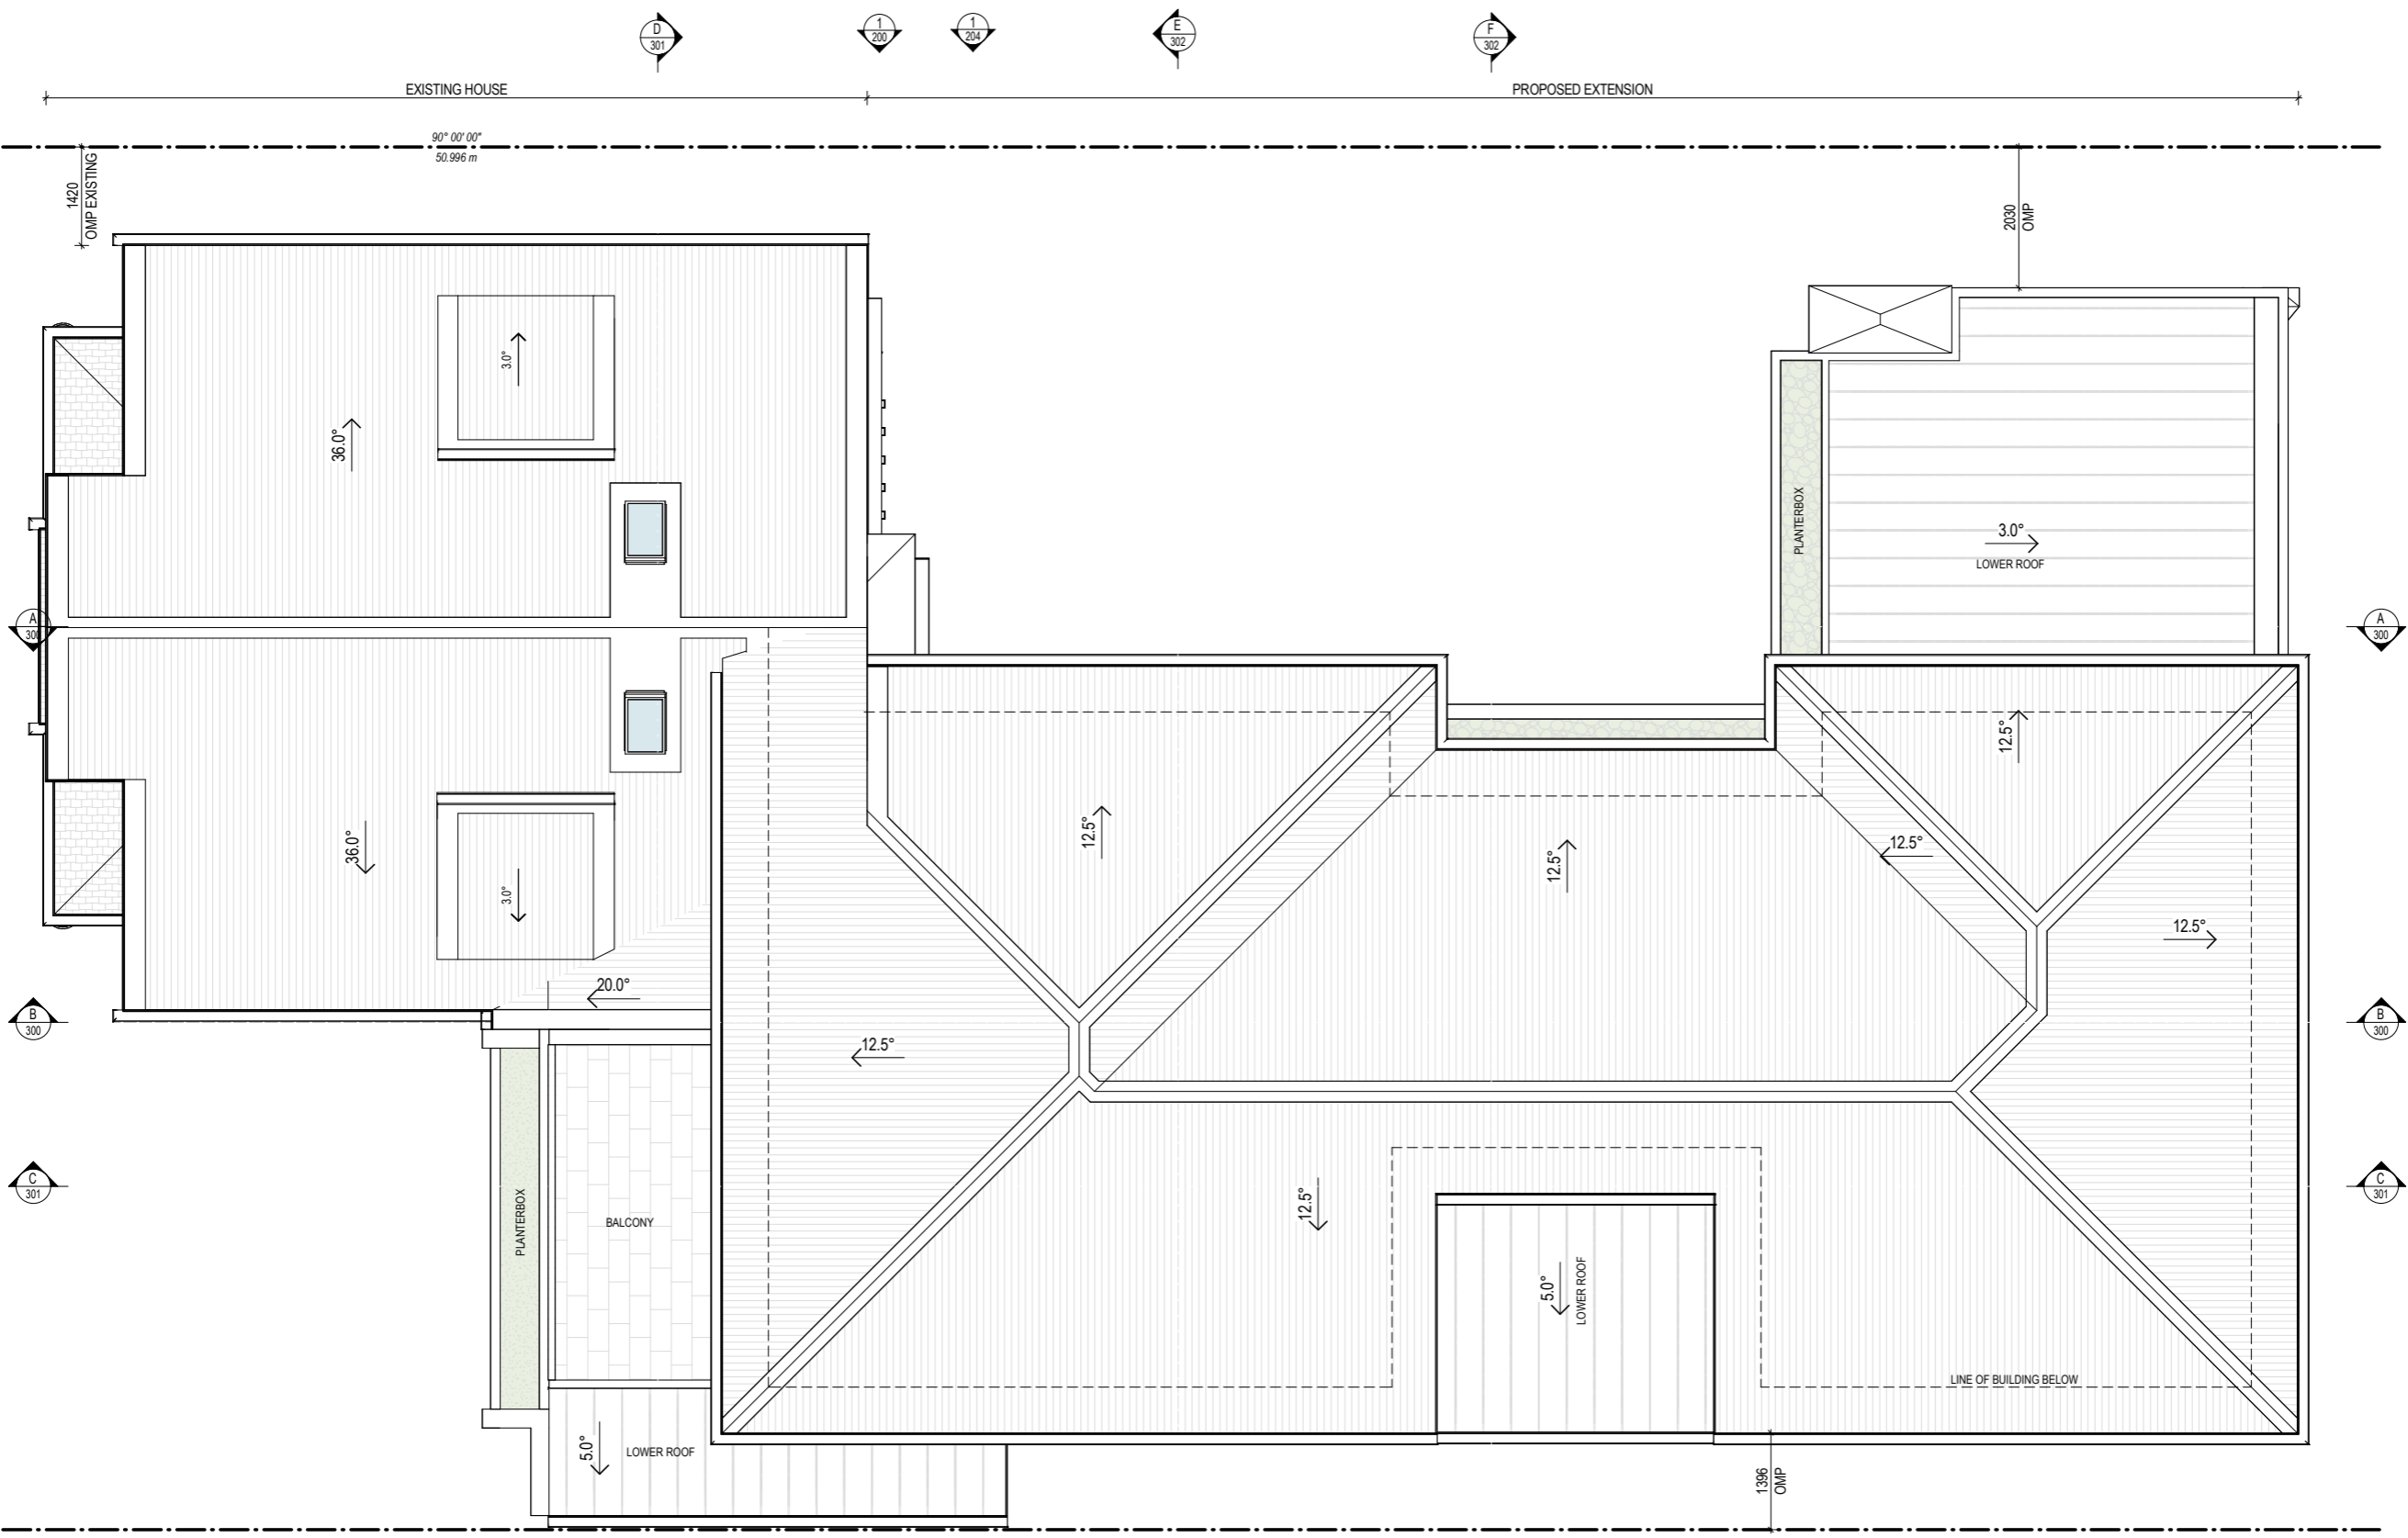 D
301
1
200
1
204
E
302
F
302
EXISTING HOUSE
PROPOSED EXTENSION
90° 00' 00"
50.996 m
1420
OMP EXISTING
2030
OMP
3.0°
36.0°
PLANTERBOX
3.0°
LOWER ROOF
A
300
A
300
12.5°
12.5°
12.5°
12.5°
36.0°
3.0°
12.5°
20.0°
B
300
12.5°
B
300
C
301
PLANTERBOX
BALCONY
12.5°
5.0°
LOWER ROOF
C
301
LINE OF BUILDING BELOW
5.0°
LOWER ROOF
1396
OMP